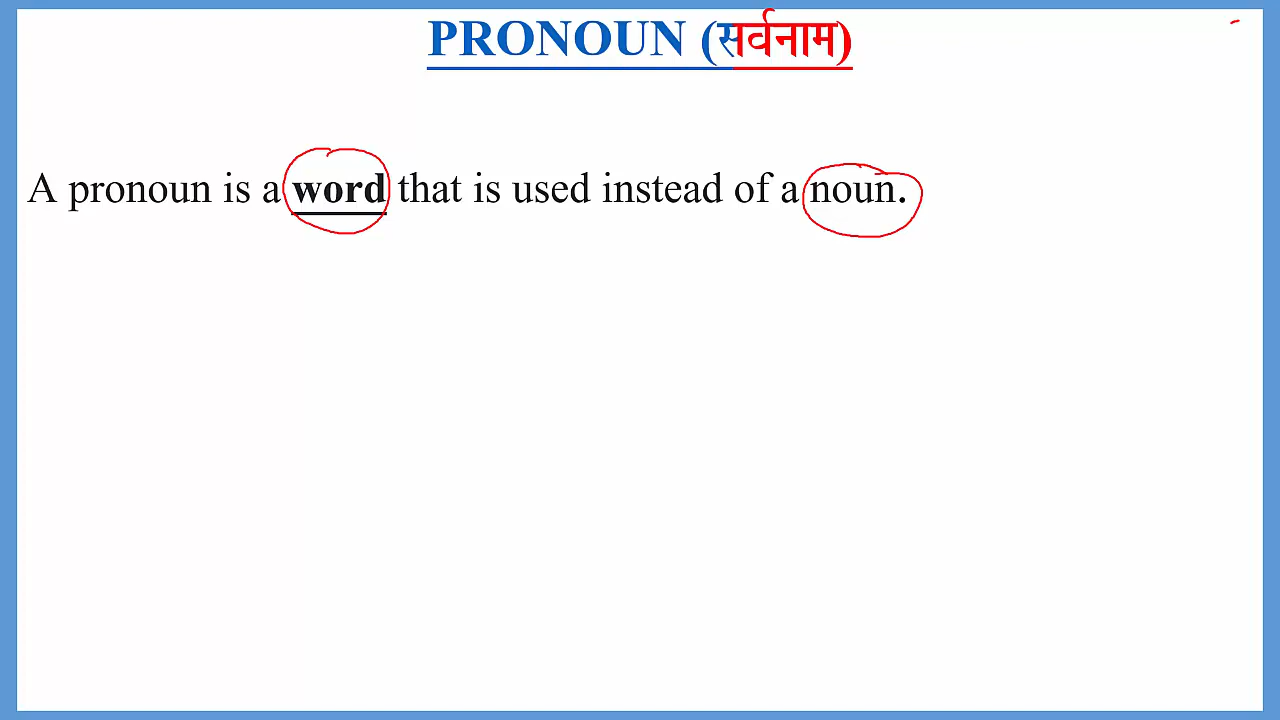 PRONOUN (सर्वनाम)
A pronoun is a word that is used instead of a noun.